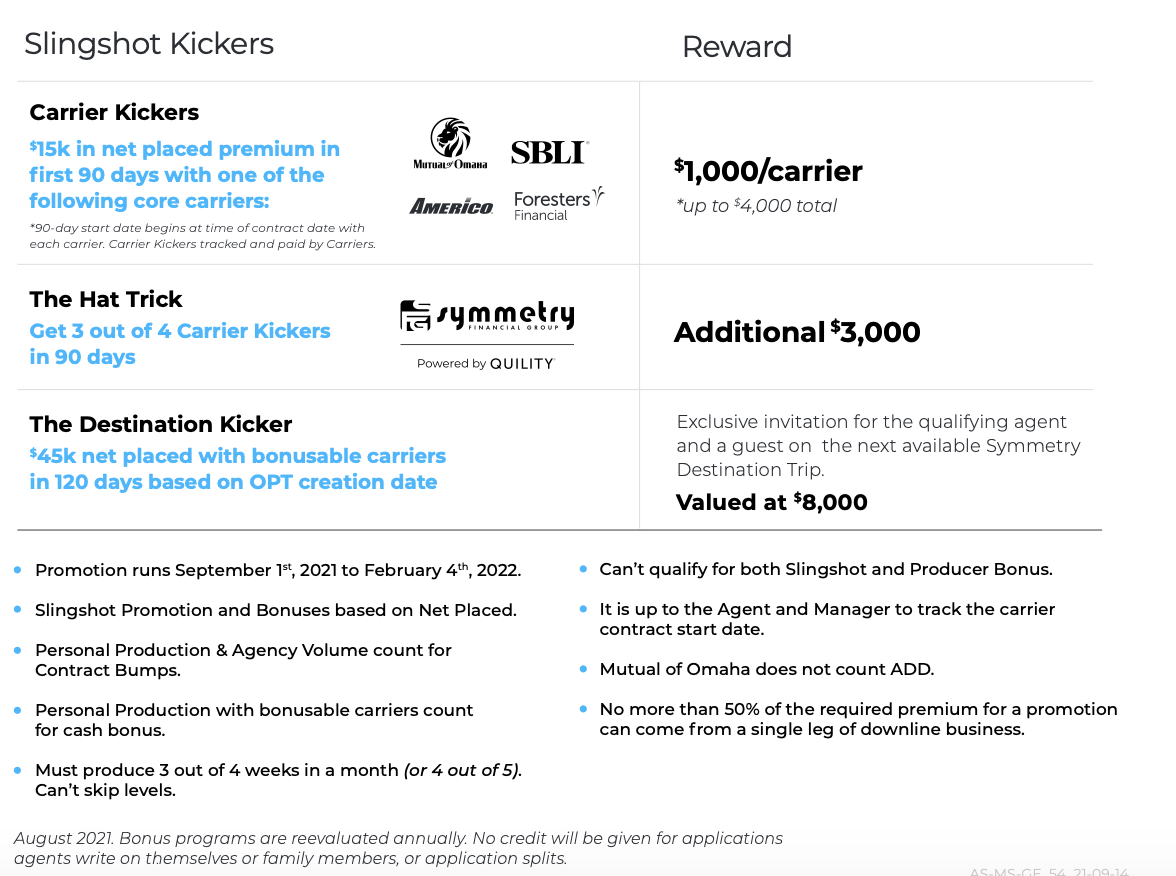 Slingshot Kickers
Reward
Carrier Kickers
$15k in net placed premium in
first 90 days with one of the
following core carriers:
*90-day start date begins at time of contract date with
each carrier. Carrier Kickers tracked and paid by Carriers.
MUTUAL of OMAHA
SBLI
AMERICO
Foresters
Financial
$1,000/carrier
*up to $4,000 total
The Hat Trick
Get 3 out of 4 Carrier Kickers
in 90 days
symmetry
FINANCIAL GROUP
Powered by QUILITY
Additional $3,000
The Destination Kicker
$45k net placed with bonusable carriers
in 120 days based on OPT creation date
Exclusive invitation for the qualifying agent
and a guest on the next available Symmetry
Destination Trip.
Valued at $8,000
• Promotion runs September 1st, 2021 to February 4th, 2022.
• Slingshot Promotion and Bonuses based on Net Placed.
• Personal Production & Agency Volume count for
Contract Bumps.
• Personal Production with bonusable carriers count
for cash bonus.
• Must produce 3 out of 4 weeks in a month (or 4 out of 5).
Can't skip levels.
• Can't qualify for both Slingshot and Producer Bonus.
• It is up to the Agent and Manager to track the carrier
contract start date.
• Mutual of Omaha does not count ADD.
• No more than 50% of the required premium for a promotion
can come from a single leg of downline business.
August 2021. Bonus programs are reevaluated annually. No credit will be given for applications
agents write on themselves or family members, or application splits.
AS-MS-GE_54_21-09-14